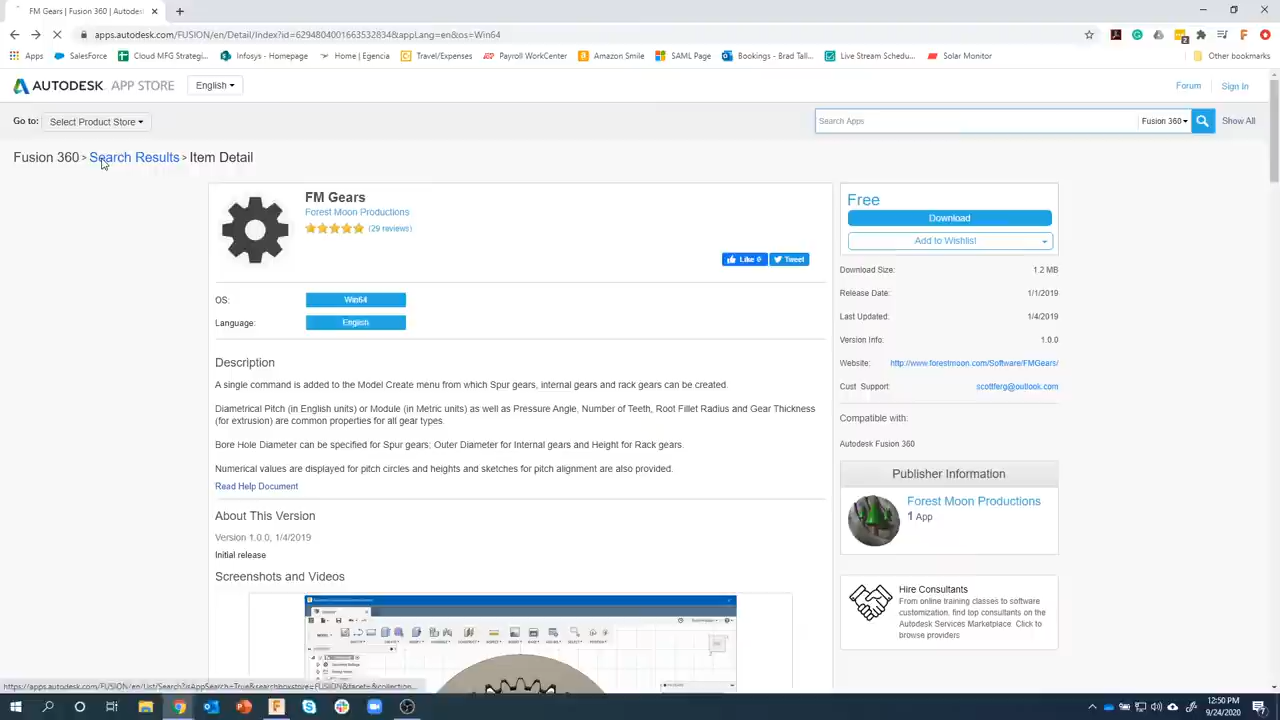 FM Gears | Fusion 360 | Autodes
apps.autodesk.com/FUSION/en/Detail/Index?id=6294804001663532834&appLang=en&os=Win64
Apps SalesForce Cloud MFG Strategi... Infosys - Homepage Home | Egencia Travel/Expenses Payroll WorkCenter Amazon Smile SAML Page Bookings - Brad Tall... Live Stream Schedu... Solar Monitor Other bookmarks
AUTODESK APP STORE English Forum Sign In
Go to: Select Product Store Search Apps Fusion 360 Show All
Fusion 360 > Search Results > Item Detail
FM Gears
Forest Moon Productions
(29 reviews)
Like 0 Tweet
OS: Win64
Language: English
Description
A single command is added to the Model Create menu from which Spur gears, internal gears and rack gears can be created.
Diametrical Pitch (in English units) or Module (in Metric units) as well as Pressure Angle, Number of Teeth, Root Fillet Radius and Gear Thickness
(for extrusion) are common properties for all gear types.
Bore Hole Diameter can be specified for Spur gears; Outer Diameter for Internal gears and Height for Rack gears.
Numerical values are displayed for pitch circles and heights and sketches for pitch alignment are also provided.
Read Help Document
About This Version
Version 1.0.0, 1/4/2019
Initial release
Screenshots and Videos
Free
Download
Add to Wishlist!
Download Size: 1.2 MB
Release Date: 1/1/2019
Last Updated: 1/4/2019
Version Info: 1.0.0
Website: http://www.forestmoon.com/Software/FMGears/
Cust Support: scottferg@outlook.com
Compatible with:
Autodesk Fusion 360
Publisher Information
Forest Moon Productions
1 App
Hire Consultants
From online training classes to software
customization, find top consultants on the
Autodesk Services Marketplace Click to
browse providers
https://apps.autodesk.com/FUSION/en/List/Search?isAppSearch=True&searchboxstore=FUSION&facet=&collection...
12:50 PM
9/24/2020